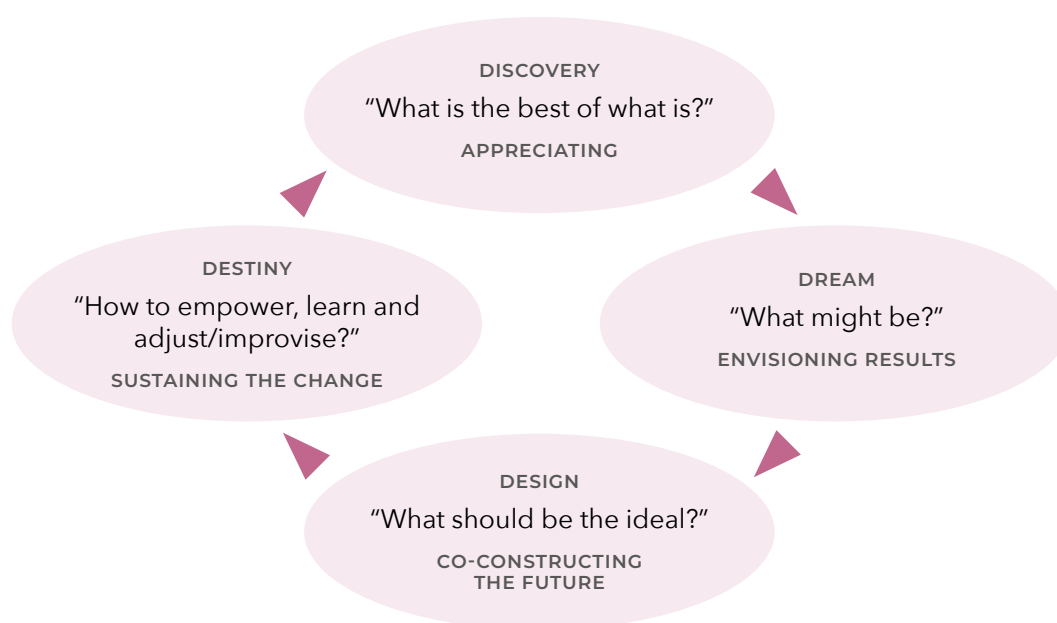 DISCOVERY
“What is the best of what is?”
APPRECIATING
DESTINY
“How to empower, learn and
adjust/improvise?”
SUSTAINING THE CHANGE
DREAM
“What might be?”
ENVISIONING RESULTS
DESIGN
“What should be the ideal?”
CO-CONSTRUCTING
THE FUTURE